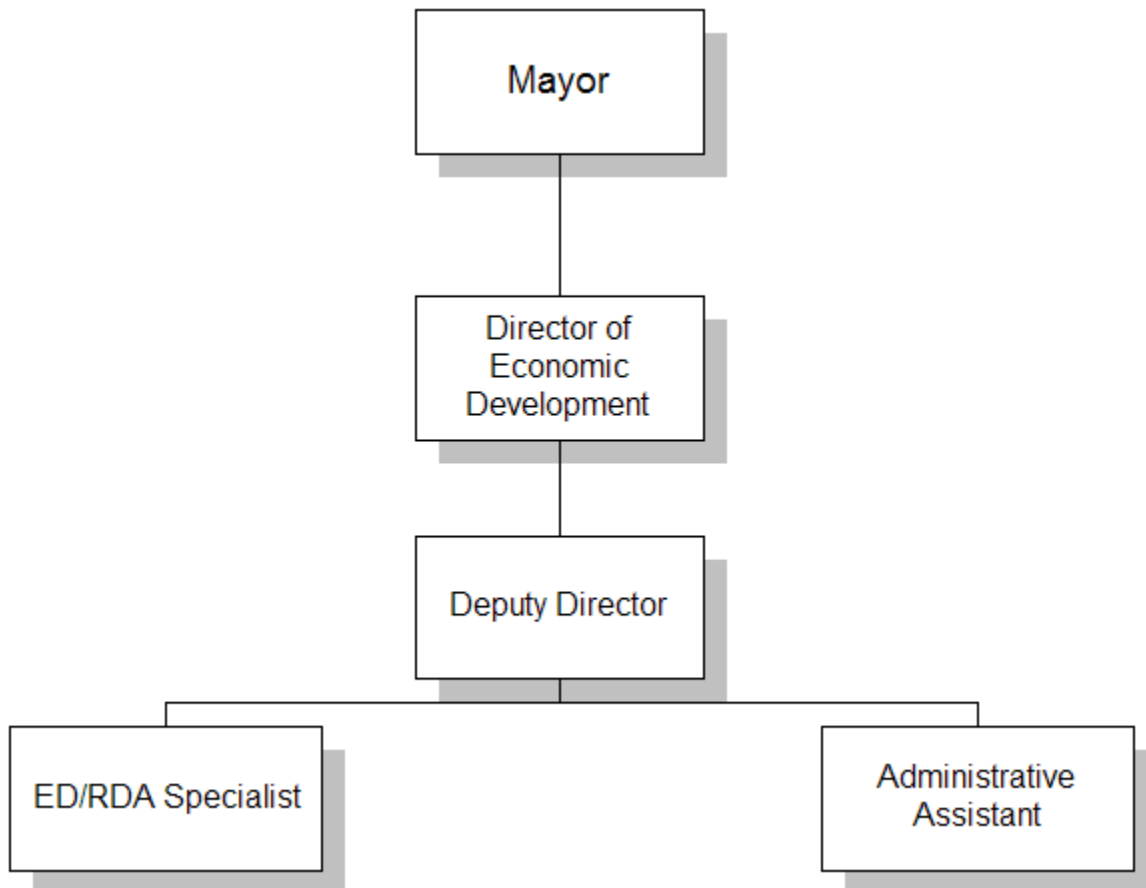 Mayor
Director of
Economic
Development
Deputy Director
ED/RDA Specialist
Administrative
Assistant